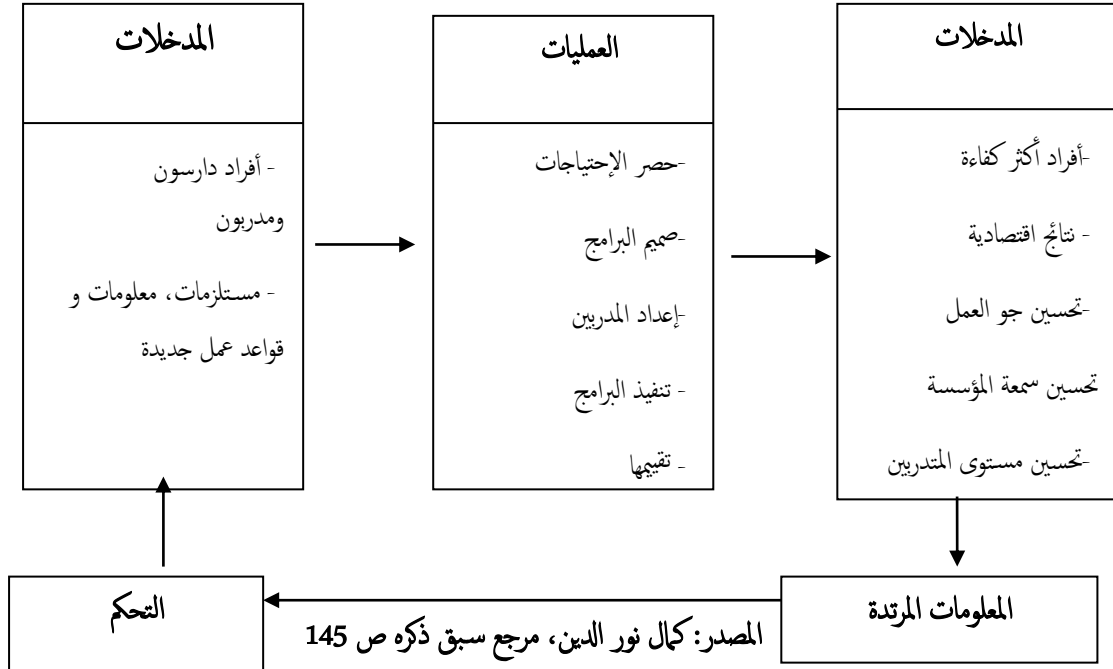 المدخلات
- أفراد دارسون
ومدربون
- مستلزمات، معلومات و
قواعد عمل جديدة
العمليات
-حصر الإحتياجات
-صميم البرامج
-إعداد المدربين
- تنفيذ البرامج
- تقييمها
المدخلات
-أفراد أكثر كفاءة
- نتائج اقتصادية
-تحسين جو العمل
تحسين سمعة المؤسسة
-تحسين مستوى المتدربين
المعلومات المرتدة
التحكم
المصدر: كمال نور الدين، مرجع سبق ذكره ص 145